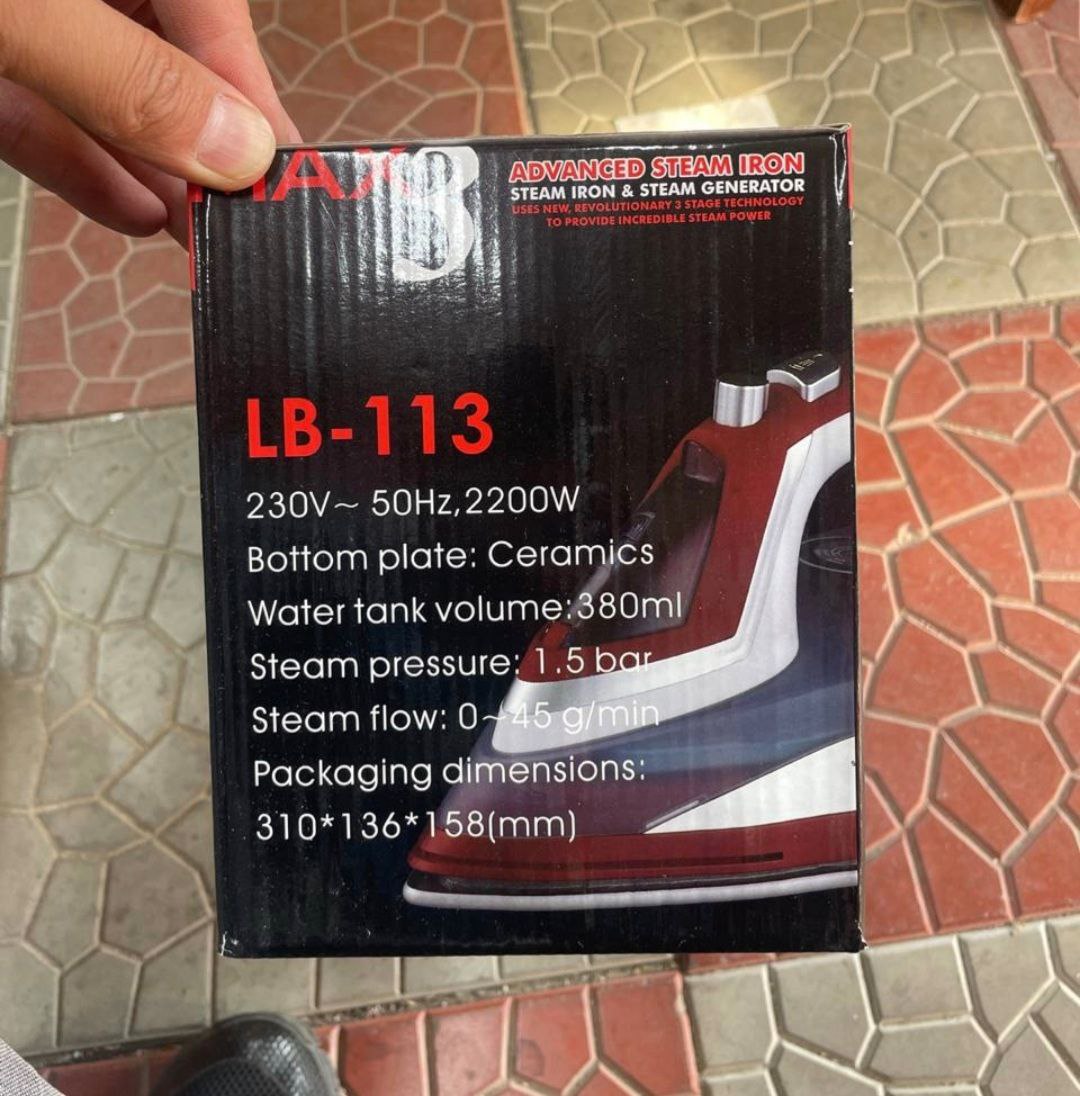 3
ADVANCED STEAM IRON
STEAM IRON & STEAM GENERATOR
USES NEW, REVOLUTIONARY 3 STAGE TECHNOLOGY
TO PROVIDE INCREDIBLE STEAM POWER
LB-113
230V~ 50Hz,2200W
Bottom plate: Ceramics
Water tank volume:380ml
Steam pressure: 1.5 bar
Steam flow: 0~45 g/min
Packaging dimensions:
310*136*158(mm)